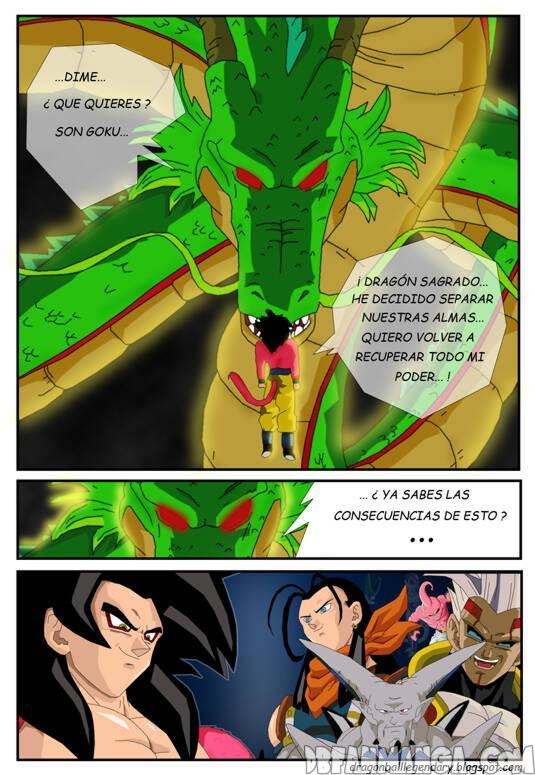 ...DIME...
¿ QUE QUIERES ?
SON GOKU...
¡ DRAGÓN SAGRADO...
HE DECIDIDO SEPARAR
NUESTRAS ALMAS...
QUIERO VOLVER A
RECUPERAR TODO MI
PODER... !
... ¿ YA SABES LAS
CONSECUENCIAS DE ESTO ?
...
DBFANMANGA.COM
dragonballlegendary.blogspot.com